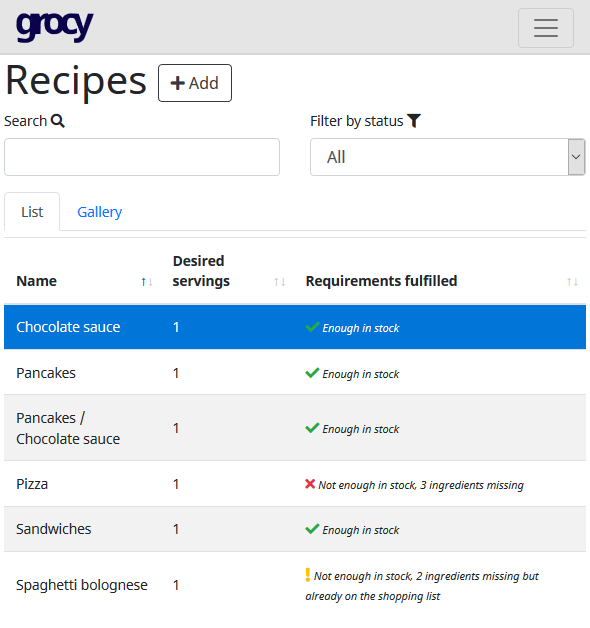 grocy
Recipes + Add
Search
Filter by status
All
List
Gallery
Name
Desired
servings
Requirements fulfilled
Chocolate sauce 1 Enough in stock
Pancakes 1 Enough in stock
Pancakes /
Chocolate sauce
1 Enough in stock
Pizza 1 Not enough in stock, 3 ingredients missing
Sandwiches 1 Enough in stock
Spaghetti bolognese 1 Not enough in stock, 2 ingredients missing but
already on the shopping list